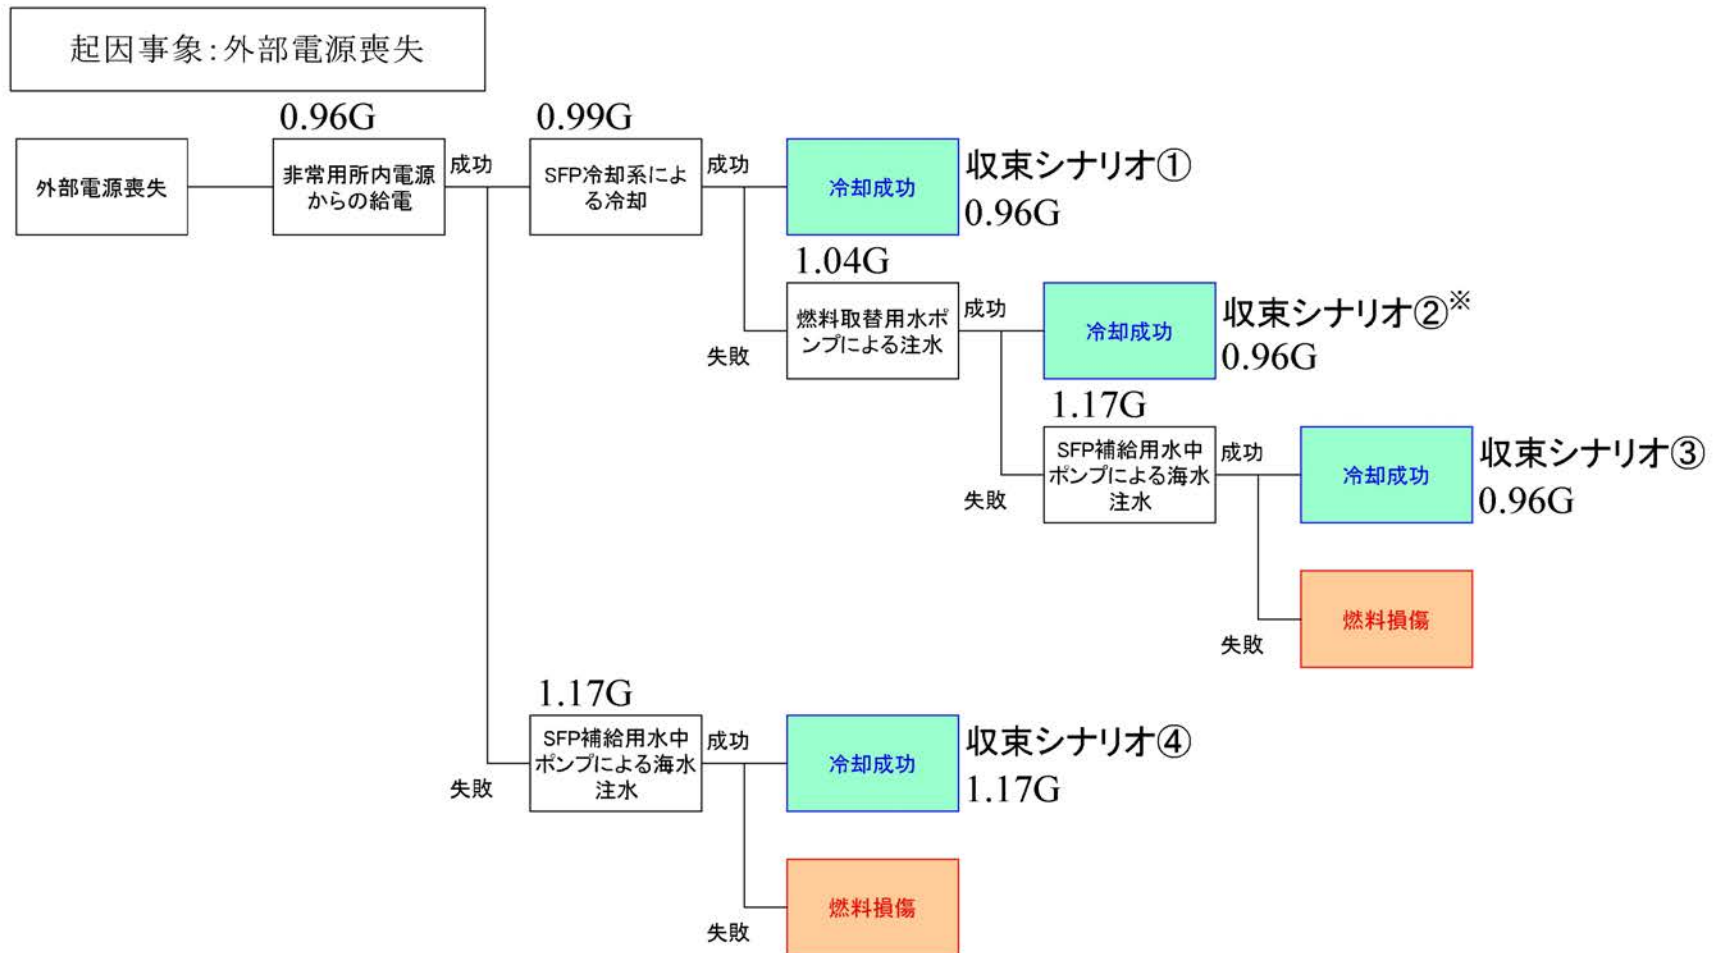 起因事象:外部電源喪失
0.96G
0.99G
外部電源喪失
非常用所内電源
からの給電
成功
SFP冷却系によ
る冷却
成功
冷却成功
収束シナリオ①
0.96G
1.04G
失敗
燃料取替用水ポ
ンプによる注水
成功
冷却成功
収束シナリオ②※
0.96G
1.17G
失敗
SFP補給用水中
ポンプによる海水
注水
成功
冷却成功
収束シナリオ③
0.96G
失敗
燃料損傷
1.17G
失敗
SFP補給用水中
ポンプによる海水
注水
成功
冷却成功
収束シナリオ④
1.17G
失敗
燃料損傷